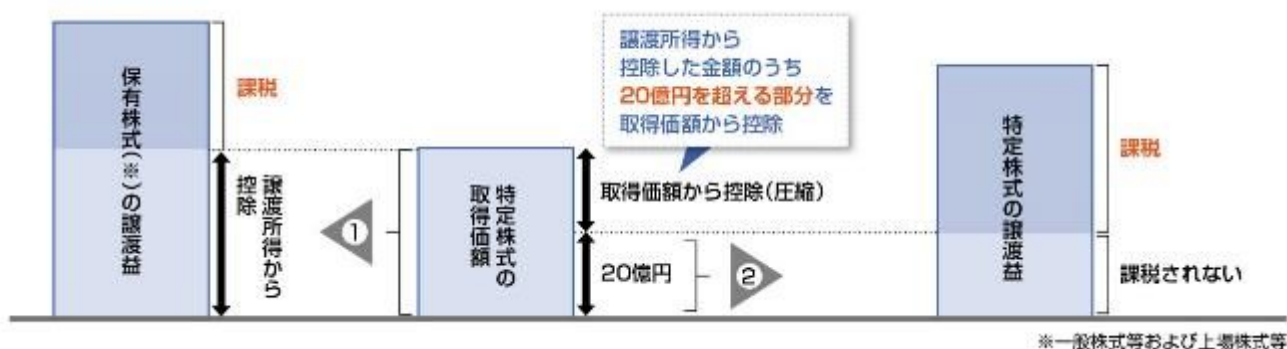 保有株式(※)の譲渡益
課税
譲渡所得から
控除
①
特定株式の
取得価額
譲渡所得から
控除した金額のうち
20億円を超える部分を
取得価額から控除
取得価額から控除(圧縮)
20億円
②
特定株式の譲渡益
課税
課税されない
※一般株式等および上場株式等